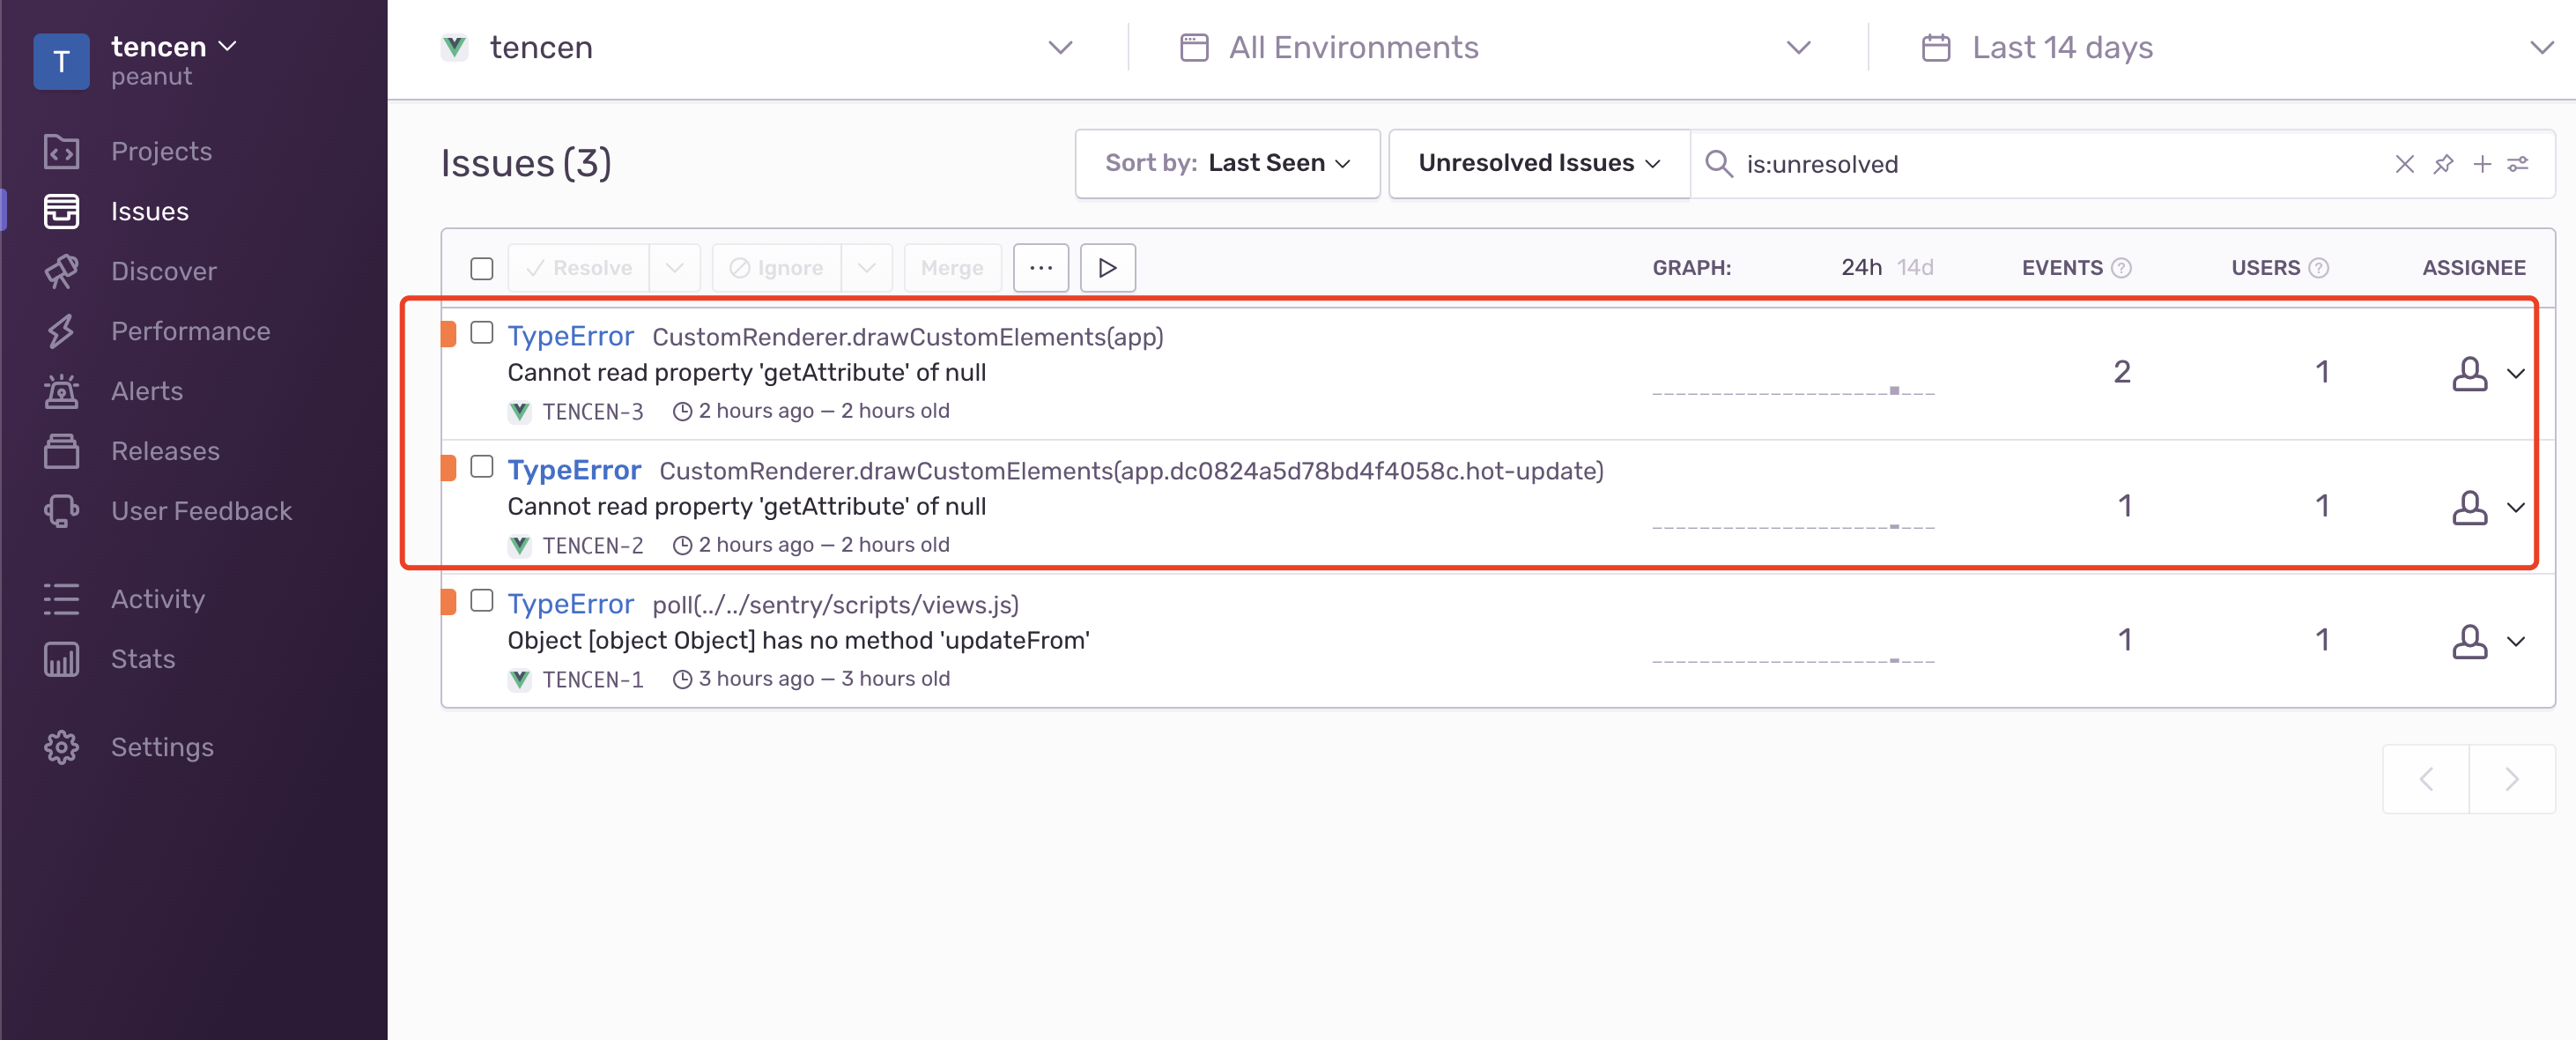 T
tencen
peanut
Projects
Issues
Discover
Performance
Alerts
Releases
User Feedback
Activity
Stats
Settings
tencen
All Environments
Last 14 days
Issues (3)
Sort by: Last Seen
Unresolved Issues
is:unresolved
Resolve
Ignore
Merge
GRAPH:
24h 14d
EVENTS ?
USERS ?
ASSIGNEE
TypeError CustomRenderer.drawCustomElements(app)
Cannot read property 'getAttribute' of null
TENCEN-3 2 hours ago — 2 hours old
2
1
TypeError CustomRenderer.drawCustomElements(app.dc0824a5d78bd4f4058c.hot-update)
Cannot read property 'getAttribute' of null
TENCEN-2 2 hours ago — 2 hours old
1
1
TypeError poll(../../sentry/scripts/views.js)
Object [object Object] has no method 'updateFrom'
TENCEN-1 3 hours ago — 3 hours old
1
1